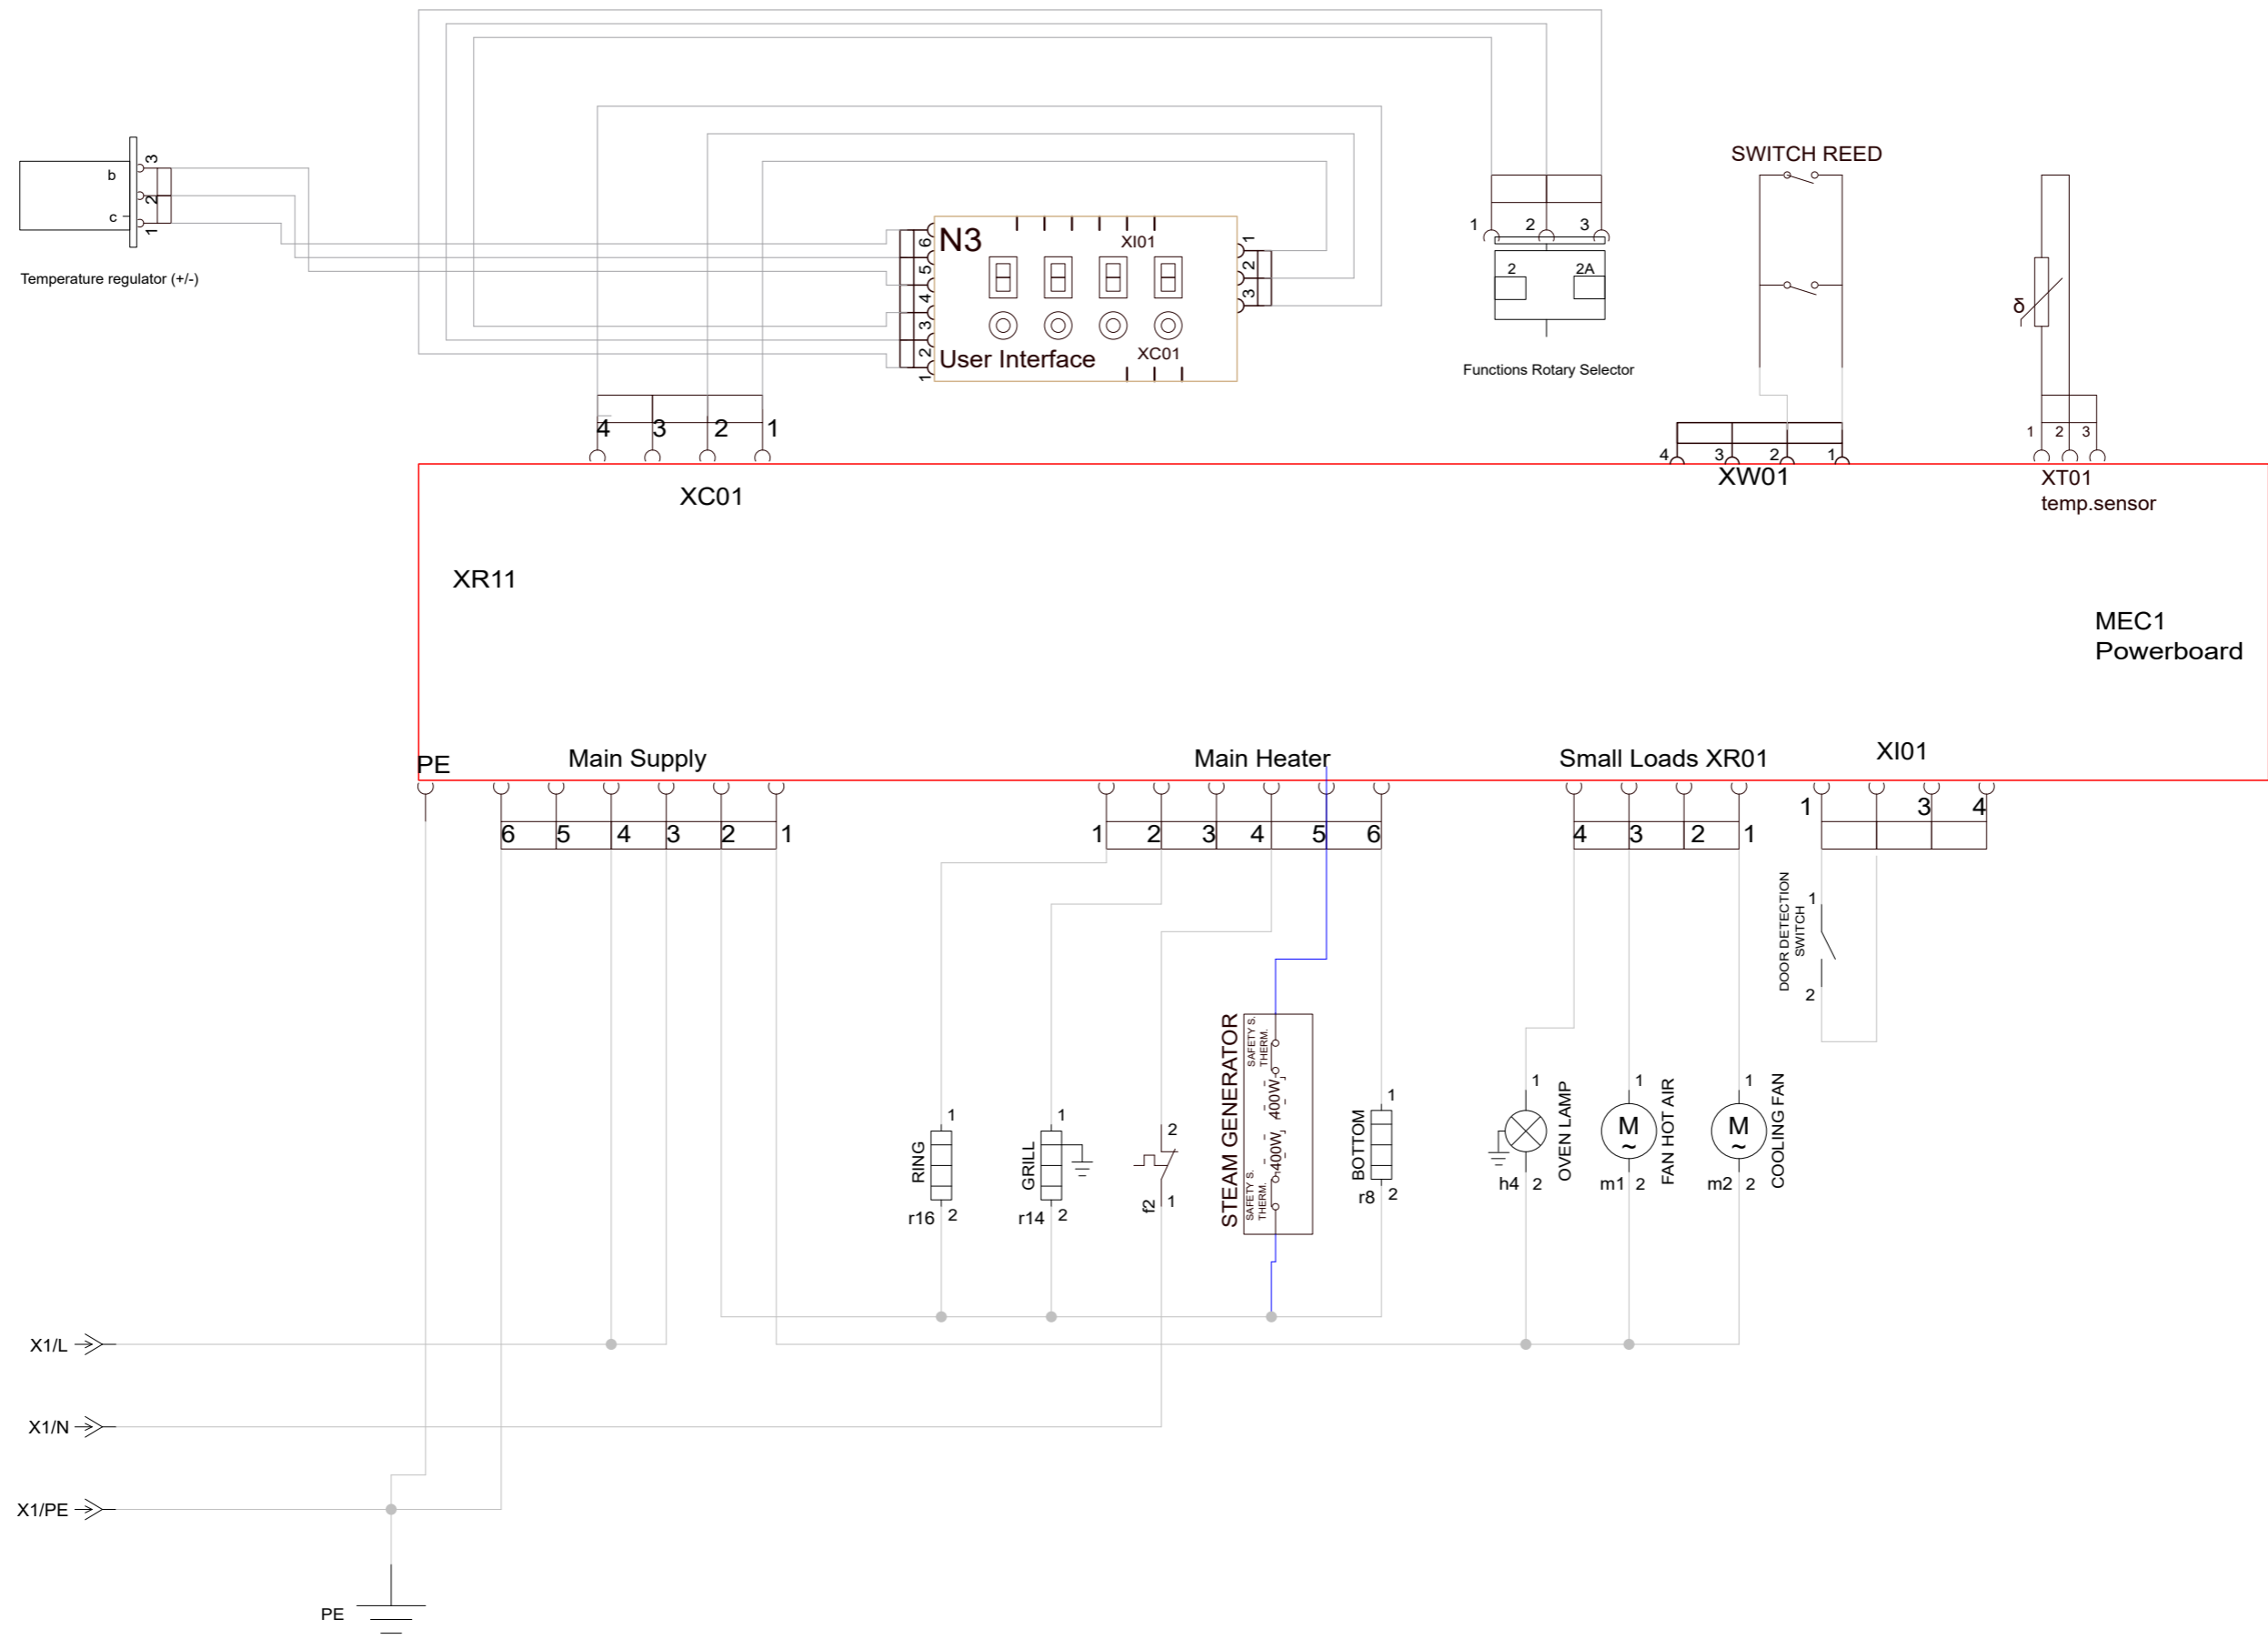 SWITCH REED
3
b
2
c
1
Temperature regulator (+/-)
N3
XI01
6
5
4
3
2
1
User Interface
XC01
1
2
3
1
2
3
2
2A
Functions Rotary Selector
δ
4
3
2
1
4
3
2
1
1
2
3
XC01
XW01
XT01
temp.sensor
XR11
MEC1
Powerboard
PE
Main Supply
Main Heater
Small Loads XR01
XI01
6
5
4
3
2
1
1
2
3
4
5
6
4
3
2
1
1
3
4
DOOR DETECTION
SWITCH
1
2
RING
1
r16
2
GRILL
1
r14
2
2
f2
1
STEAM GENERATOR
SAFETY S.
THERM.
400W
400W
SAFETY S.
THERM.
BOTTOM
1
r8
2
1
OVEN LAMP
h4
2
1
M
~
FAN HOT AIR
m1
2
1
M
~
COOLING FAN
m2
2
X1/L
X1/N
X1/PE
PE